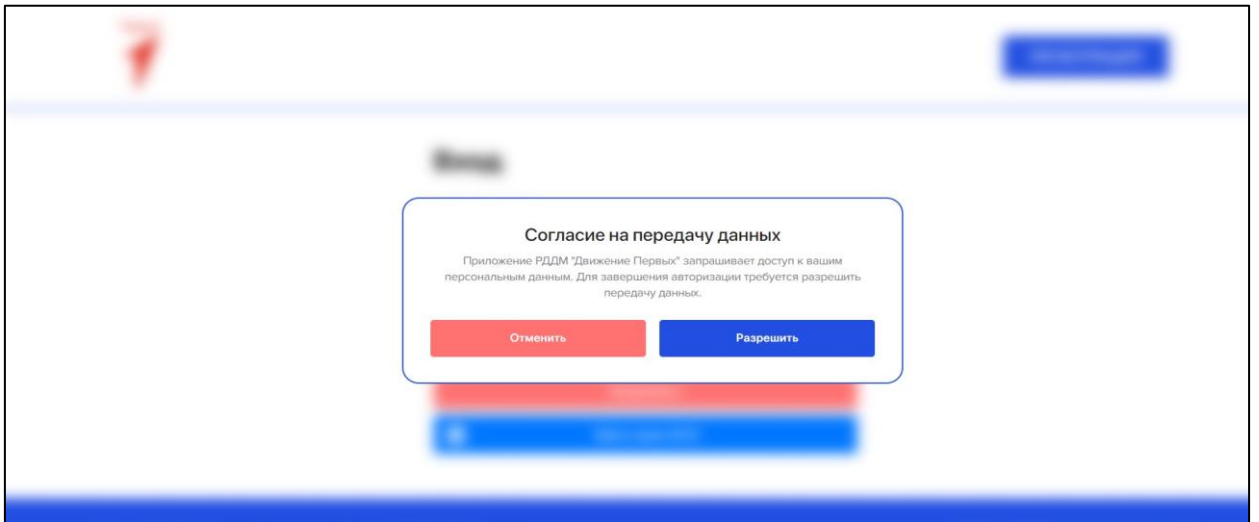 Вход
Согласие на передачу данных
Приложение РДДМ "Движение Первых" запрашивает доступ к вашим
персональным данным. Для завершения авторизации требуется разрешить
передачу данных.
Отменить
Разрешить